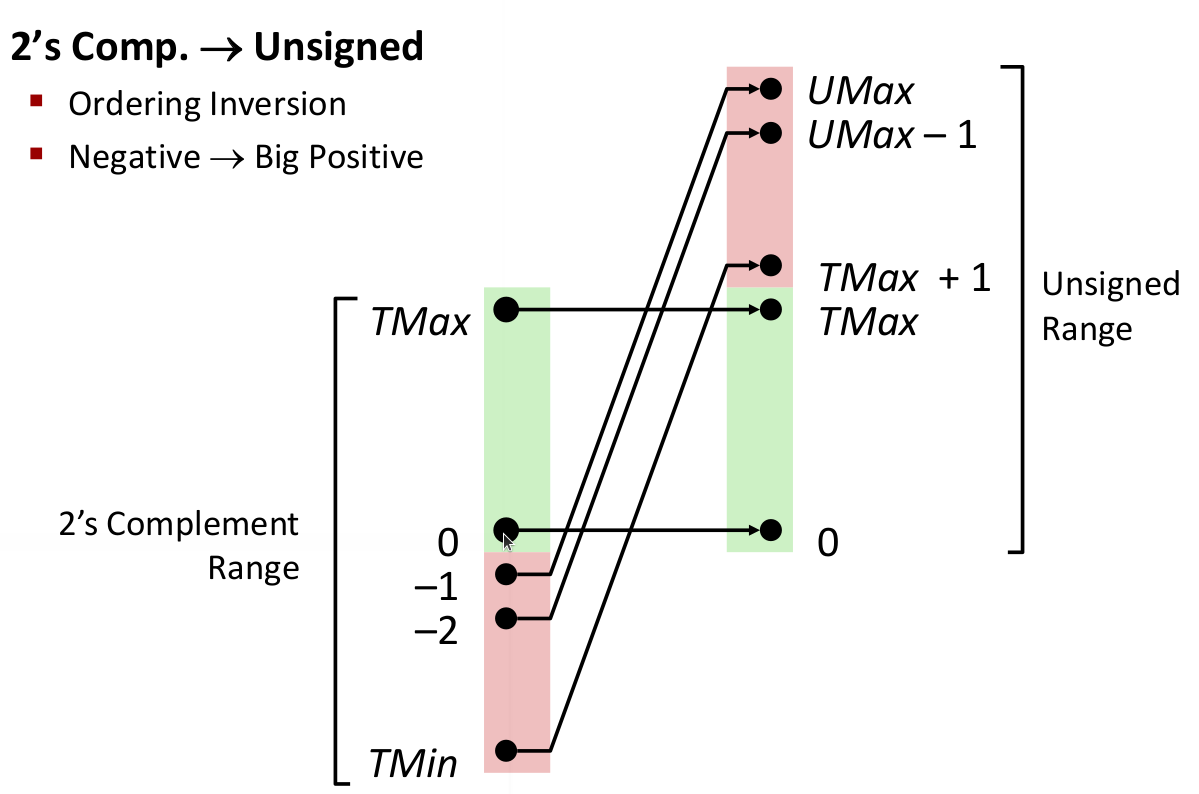 2's Comp. → Unsigned
▪ Ordering Inversion
▪ Negative → Big Positive
UMax
UMax – 1
TMax + 1
TMax
Unsigned
Range
TMax
2's Complement
Range
0
0
–1
–2
TMin